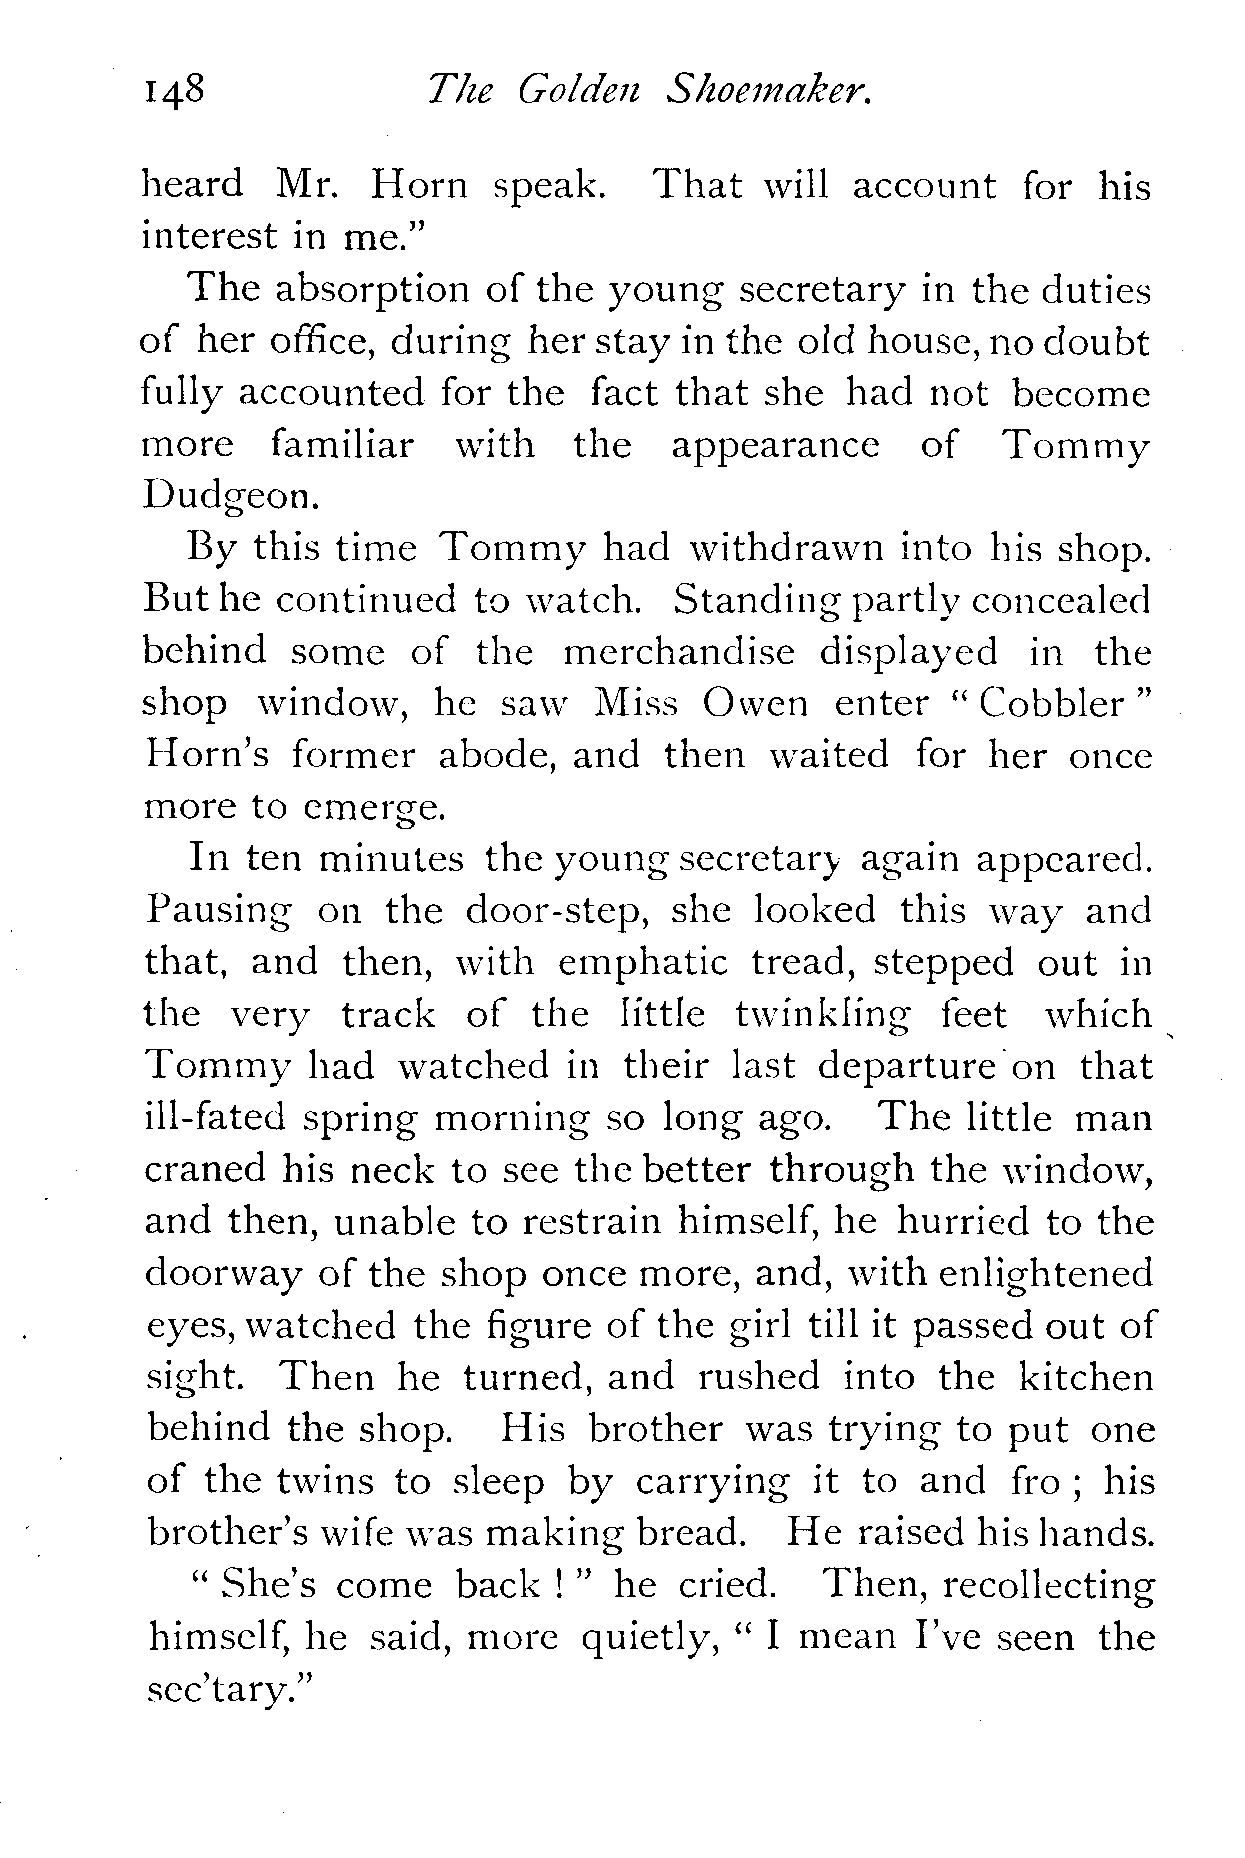 148 The Golden Shoemaker.
heard Mr. Horn speak. That will account for his
interest in me.”
The absorption of the young secretary in the duties
of her office, during her stay in the old house, no doubt
fully accounted for the fact that she had not become
more familiar with the appearance of Tommy
Dudgeon.
By this time Tommy had withdrawn into his shop.
But he continued to watch. Standing partly concealed
behind some of the merchandise displayed in the
shop window, he saw Miss Owen enter “ Cobbler ”
Horn's former abode, and then waited for her once
more to emerge.
In ten minutes the young secretary again appeared.
Pausing on the door-step, she looked this way and
that, and then, with emphatic tread, stepped out in
the very track of the little twinkling feet which
Tommy had watched in their last departure on that
ill-fated spring morning so long ago. The little man
craned his neck to see the better through the window,
and then, unable to restrain himself, he hurried to the
doorway of the shop once more, and, with enlightened
eyes, watched the figure of the girl till it passed out of
sight. Then he turned, and rushed into the kitchen
behind the shop. His brother was trying to put one
of the twins to sleep by carrying it to and fro ; his
brother's wife was making bread. He raised his hands.
“ She's come back ! ” he cried. Then, recollecting
himself, he said, more quietly, “ I mean I've seen the
sec'tary.”